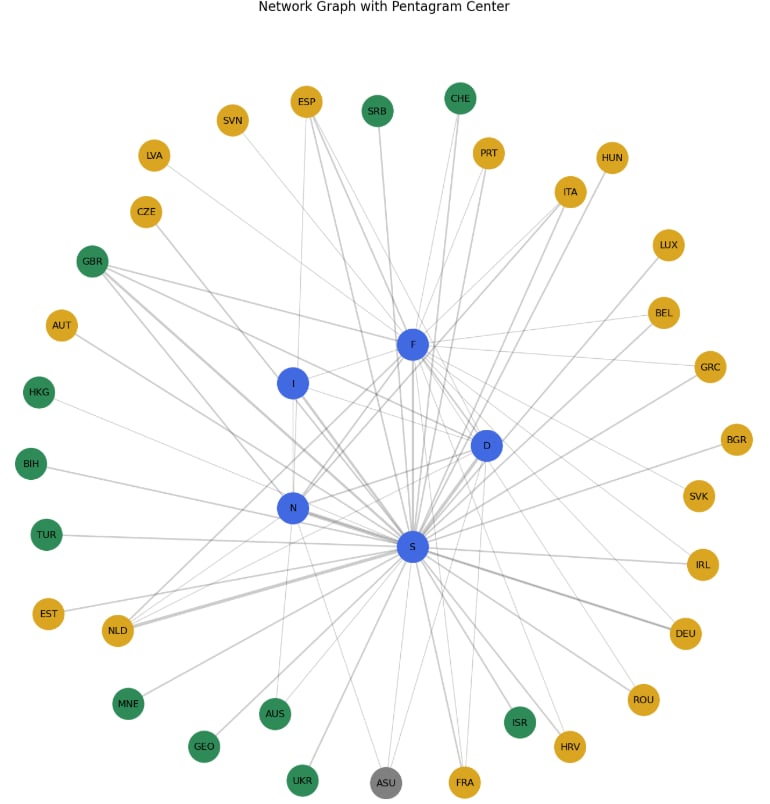 Network Graph with Pentagram Center
ESP
CHE
SRB
SVN
PRT
LVA
HUN
ITA
CZE
LUX
GBR
BEL
AUT
F
GRC
I
HKG
BGR
D
BIH
SVK
N
TUR
S
IRL
EST
NLD
DEU
ROU
MNE
AUS
ISR
GEO
HRV
UKR
ASU
FRA